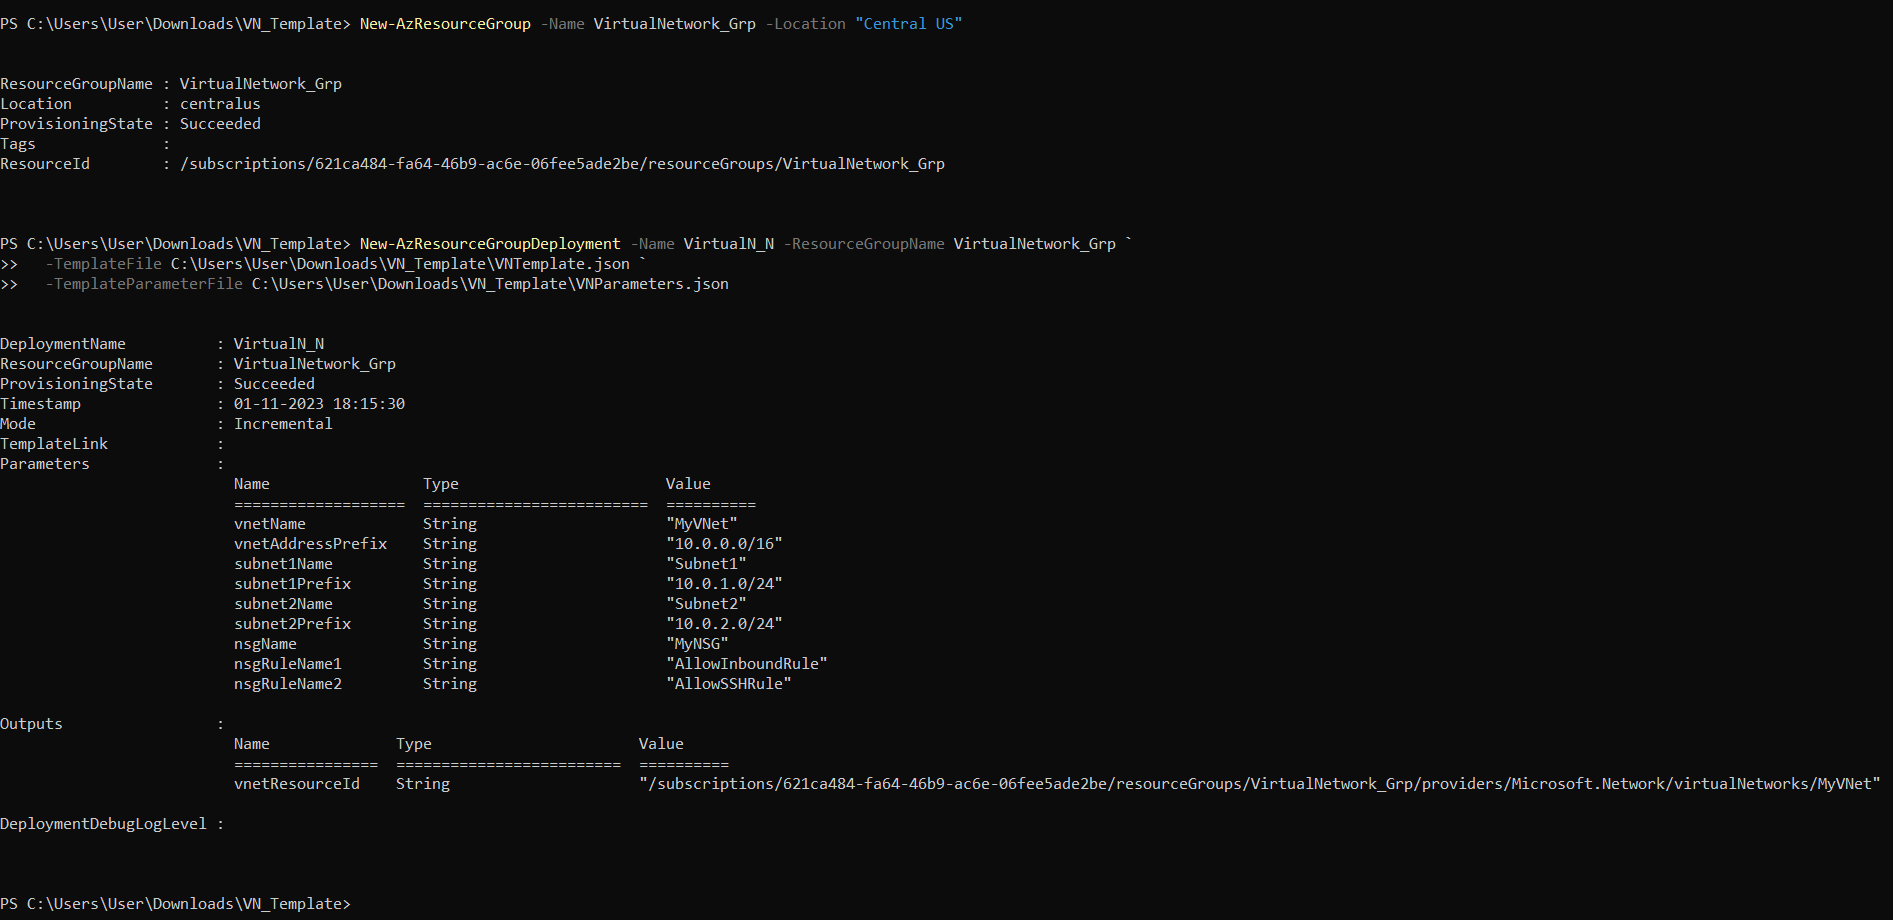 PS C:\Users\User\Downloads\VN_Template> New-AzResourceGroup -Name VirtualNetwork_Grp -Location "Central US"
ResourceGroupName : VirtualNetwork_Grp
Location          : centralus
ProvisioningState : Succeeded
Tags              :
ResourceId        : /subscriptions/621ca484-fa64-46b9-ac6e-06fee5ade2be/resourceGroups/VirtualNetwork_Grp
PS C:\Users\User\Downloads\VN_Template> New-AzResourceGroupDeployment -Name VirtualN_N -ResourceGroupName VirtualNetwork_Grp `
>>   -TemplateFile C:\Users\User\Downloads\VN_Template\VNTemplate.json `
>>   -TemplateParameterFile C:\Users\User\Downloads\VN_Template\VNParameters.json
DeploymentName          : VirtualN_N
ResourceGroupName       : VirtualNetwork_Grp
ProvisioningState       : Succeeded
Timestamp               : 01-11-2023 18:15:30
Mode                    : Incremental
TemplateLink            :
Parameters              :
                          Name                 Type                       Value
                          ===================  =========================  ==========
                          vnetName             String                     "MyVNet"
                          vnetAddressPrefix    String                     "10.0.0.0/16"
                          subnet1Name          String                     "Subnet1"
                          subnet1Prefix        String                     "10.0.1.0/24"
                          subnet2Name          String                     "Subnet2"
                          subnet2Prefix        String                     "10.0.2.0/24"
                          nsgName              String                     "MyNSG"
                          nsgRuleName1         String                     "AllowInboundRule"
                          nsgRuleName2         String                     "AllowSSHRule"
Outputs                 :
                          Name              Type                       Value
                          ================  =========================  ==========
                          vnetResourceId    String                     "/subscriptions/621ca484-fa64-46b9-ac6e-06fee5ade2be/resourceGroups/VirtualNetwork_Grp/providers/Microsoft.Network/virtualNetworks/MyVNet"
DeploymentDebugLogLevel :
PS C:\Users\User\Downloads\VN_Template>